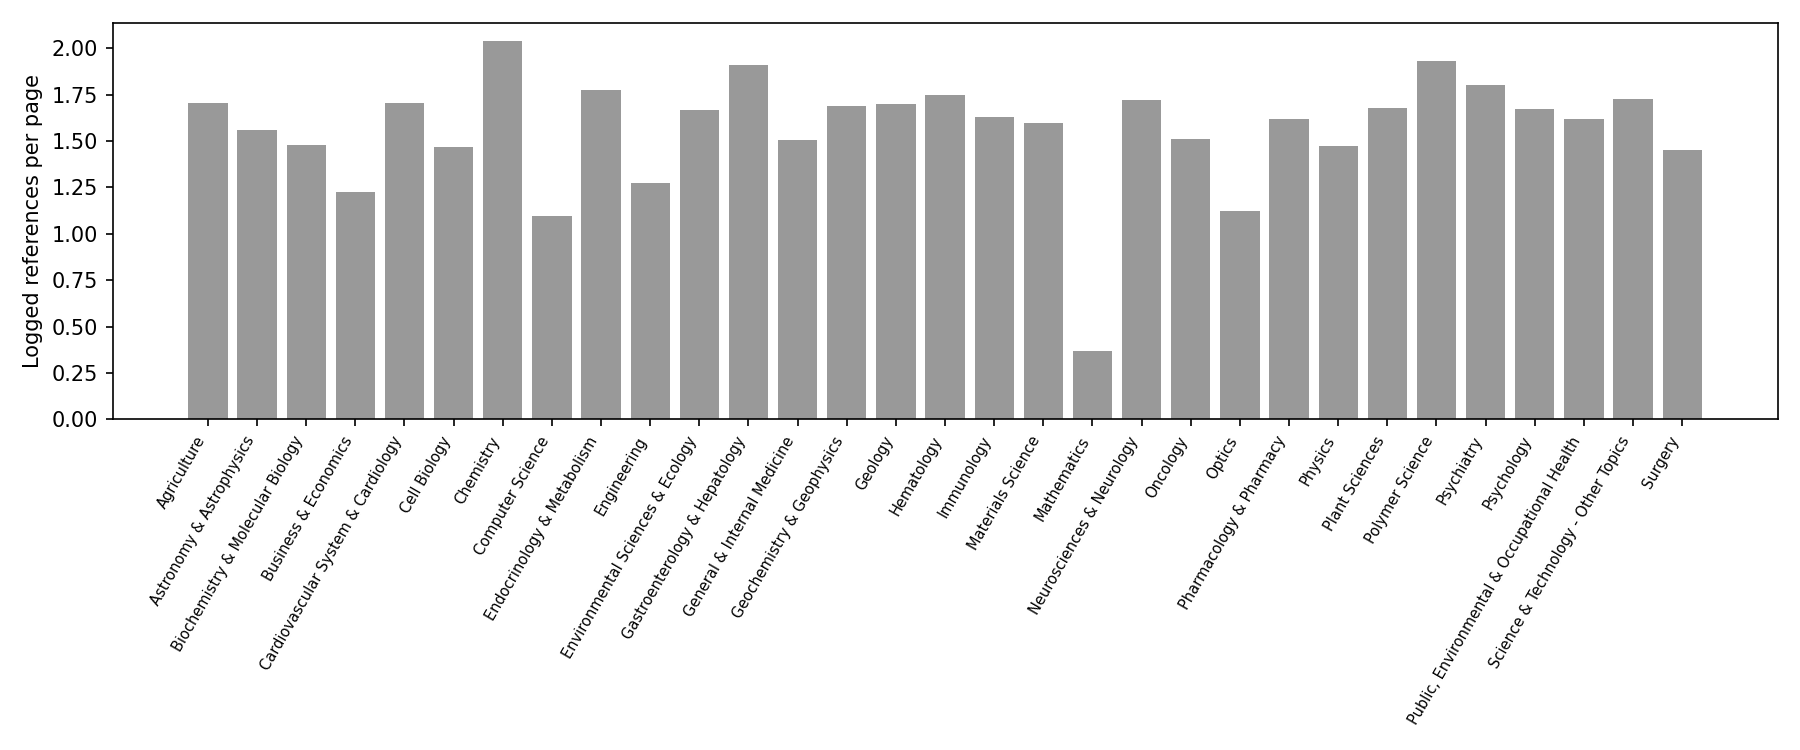 Logged references per page
2.00
1.75
1.50
1.25
1.00
0.75
0.50
0.25
0.00
Agriculture
Astronomy & Astrophysics
Biochemistry & Molecular Biology
Business & Economics
Cardiovascular System & Cardiology
Cell Biology
Chemistry
Computer Science
Endocrinology & Metabolism
Engineering
Environmental Sciences & Ecology
Gastroenterology & Hepatology
General & Internal Medicine
Geochemistry & Geophysics
Geology
Hematology
Immunology
Materials Science
Mathematics
Neurosciences & Neurology
Oncology
Optics
Pharmacology & Pharmacy
Physics
Plant Sciences
Polymer Science
Psychiatry
Psychology
Public, Environmental & Occupational Health
Science & Technology - Other Topics
Surgery